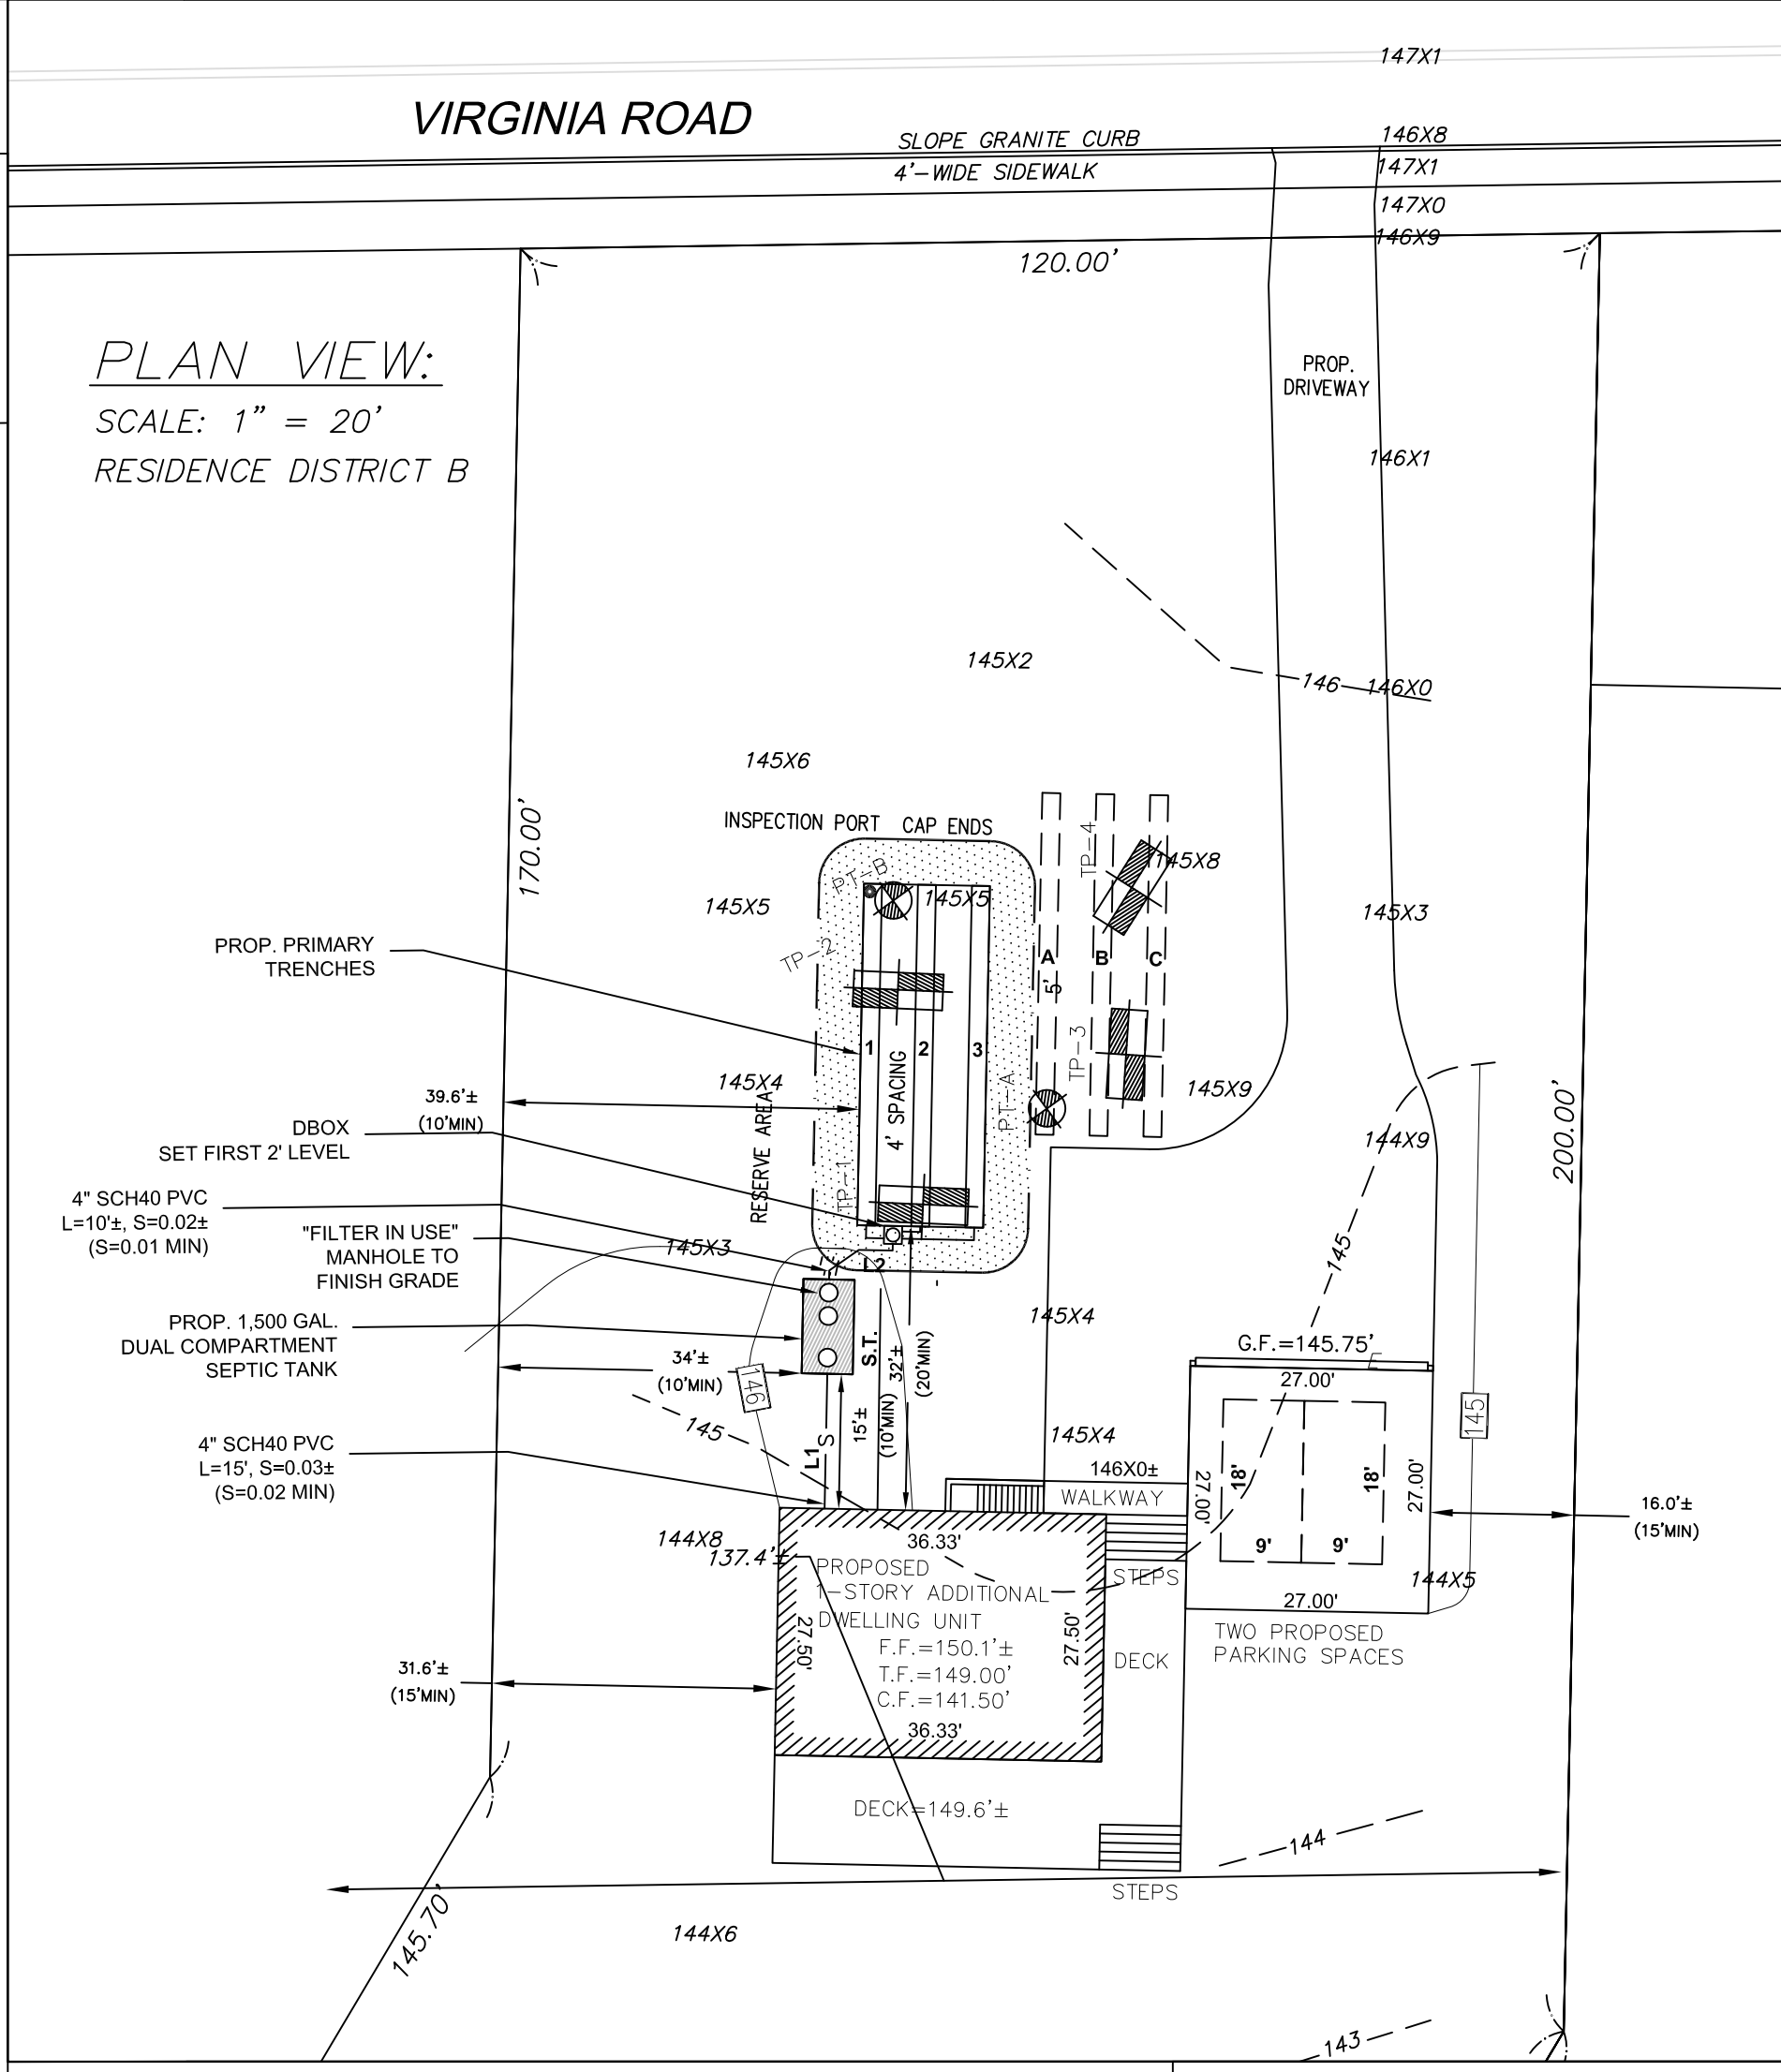 147X1
VIRGINIA ROAD
SLOPE GRANITE CURB
146X8
4'-WIDE SIDEWALK
147X1
147X0
146X9
120.00'
PLAN VIEW:
SCALE: 1" = 20'
RESIDENCE DISTRICT B
PROP.
DRIVEWAY
146X1
145X2
146
146X0
145X6
170.00'
INSPECTION PORT
CAP ENDS
TP-4
145X8
PT-B
145X5
145X5
145X3
TP-2
PROP. PRIMARY
TRENCHES
A
B
C
5'
1
2
3
4' SPACING
TP-3
145X4
PT-A
145X9
39.6'±
(10'MIN)
RESERVE AREA
200.00'
DBOX
SET FIRST 2' LEVEL
144X9
TP-1
4" SCH40 PVC
L=10'±, S=0.02±
(S=0.01 MIN)
"FILTER IN USE"
MANHOLE TO
FINISH GRADE
145X3
L2
145
PROP. 1,500 GAL.
DUAL COMPARTMENT
SEPTIC TANK
145X4
S.T.
32'±
(20'MIN)
G.F.=145.75'
34'±
(10'MIN)
146
27.00'
145
145
15'±
(10'MIN)
4" SCH40 PVC
L=15', S=0.03±
(S=0.02 MIN)
L1
S
145X4
146X0±
WALKWAY
27.00'
18'
18'
27.00'
16.0'±
(15'MIN)
144X8
137.4'±
36.33'
9'
9'
PROPOSED
1-STORY ADDITIONAL
DWELLING UNIT
F.F.=150.1'±
T.F.=149.00'
C.F.=141.50'
27.50'
27.50'
36.33'
STEPS
144X5
27.00'
TWO PROPOSED
PARKING SPACES
DECK
31.6'±
(15'MIN)
DECK=149.6'±
144
STEPS
145.70'
144X6
143